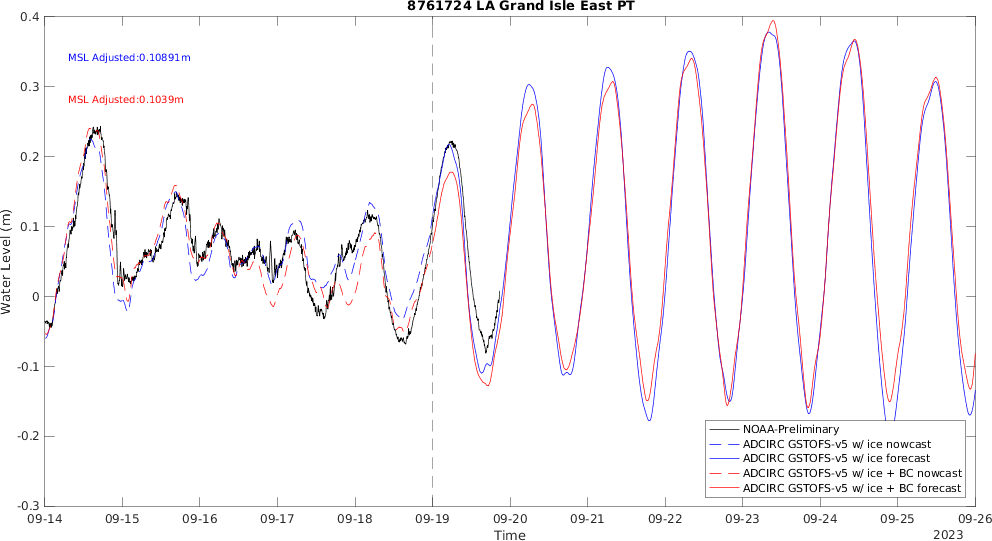 8761724 LA Grand Isle East PT
0.4
MSL Adjusted:0.10891m
0.3
MSL Adjusted:0.1039m
0.2
0.1
Water Level (m)
0
-0.1
-0.2
-0.3
NOAA-Preliminary
ADCIRC GSTOFS-v5 w/ ice nowcast
ADCIRC GSTOFS-v5 w/ ice forecast
ADCIRC GSTOFS-v5 w/ ice + BC nowcast
ADCIRC GSTOFS-v5 w/ ice + BC forecast
09-14 09-15 09-16 09-17 09-18 09-19 09-20 09-21 09-22 09-23 09-24 09-25 09-26
Time
2023